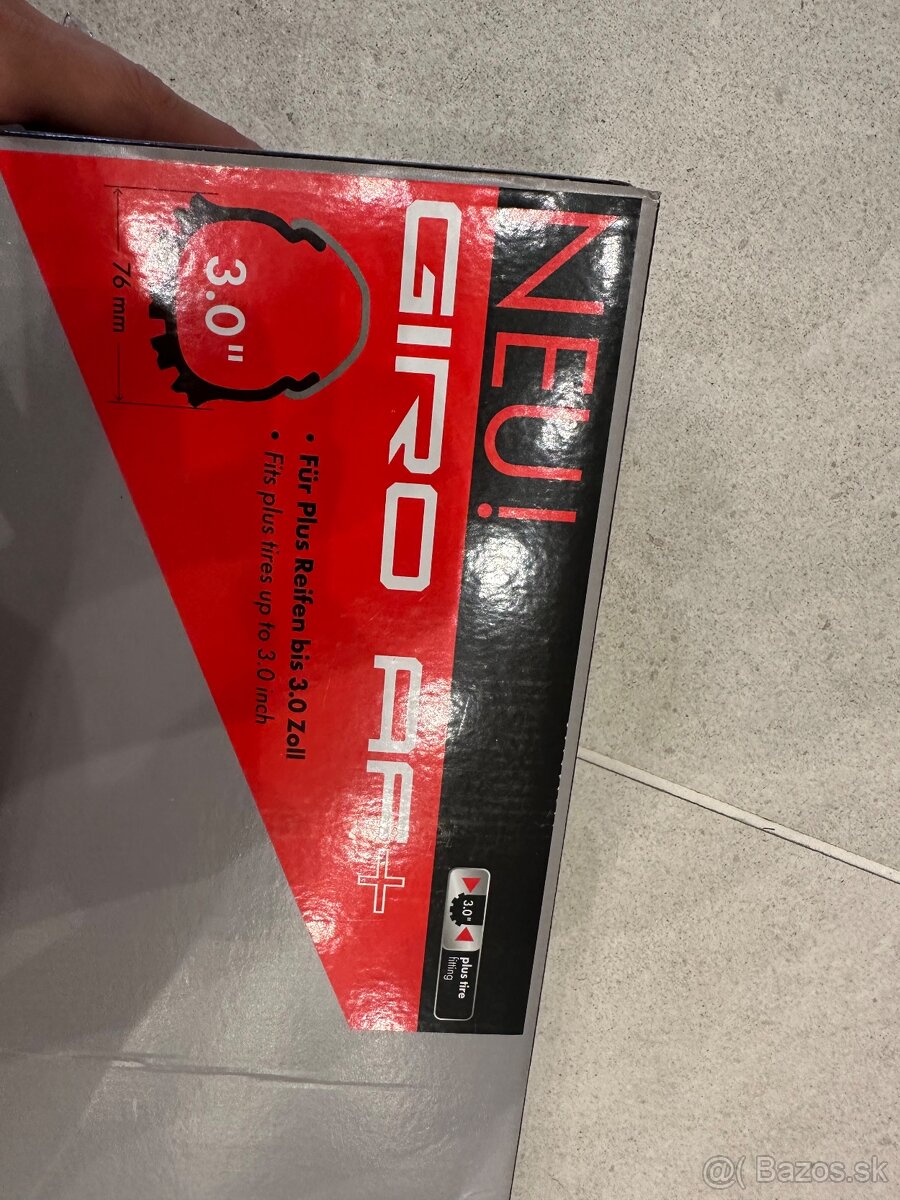 NEU!
GIRO AF+
3.0"
76 mm
• Für Plus Reifen bis 3.0 Zoll
• Fits plus tires up to 3.0 inch
3.0"
plus tire
fitting
@( Bazos.sk